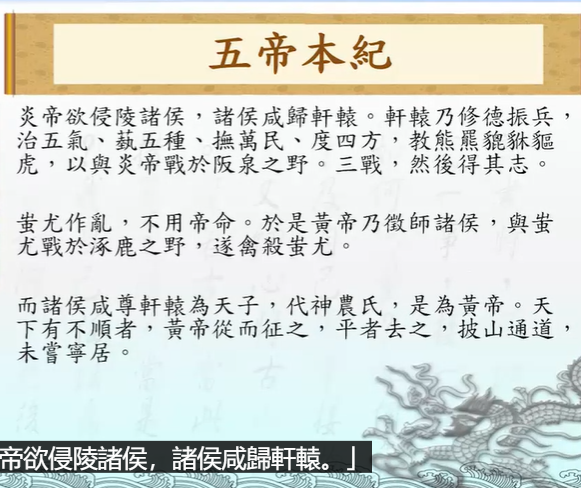 五帝本紀
炎帝欲侵陵諸侯，諸侯咸歸軒轅。軒轅乃修德振兵，
治五氣、蓺五種、撫萬民、度四方，教熊羆貔貅貙
虎，以與炎帝戰於阪泉之野。三戰，然後得其志。
蚩尤作亂，不用帝命。於是黃帝乃徵師諸侯，與蚩
尤戰於涿鹿之野，遂禽殺蚩尤。
而諸侯咸尊軒轅為天子，代神農氏，是為黃帝。天
下有不順者，黃帝從而征之，平者去之，披山通道，
未嘗寧居。
帝欲侵陵諸侯，諸侯咸歸軒轅。」